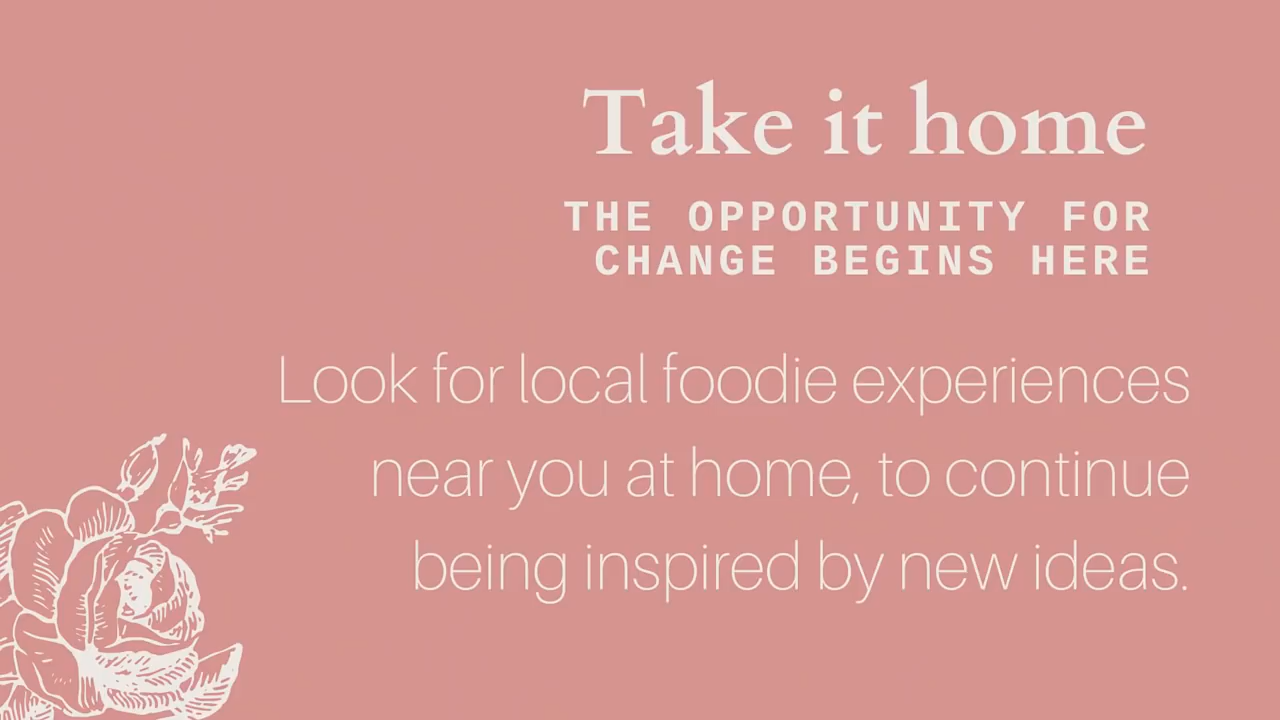 Take it home
THE OPPORTUNITY FOR
CHANGE BEGINS HERE
Look for local foodie experiences
near you at home, to continue
being inspired by new ideas.